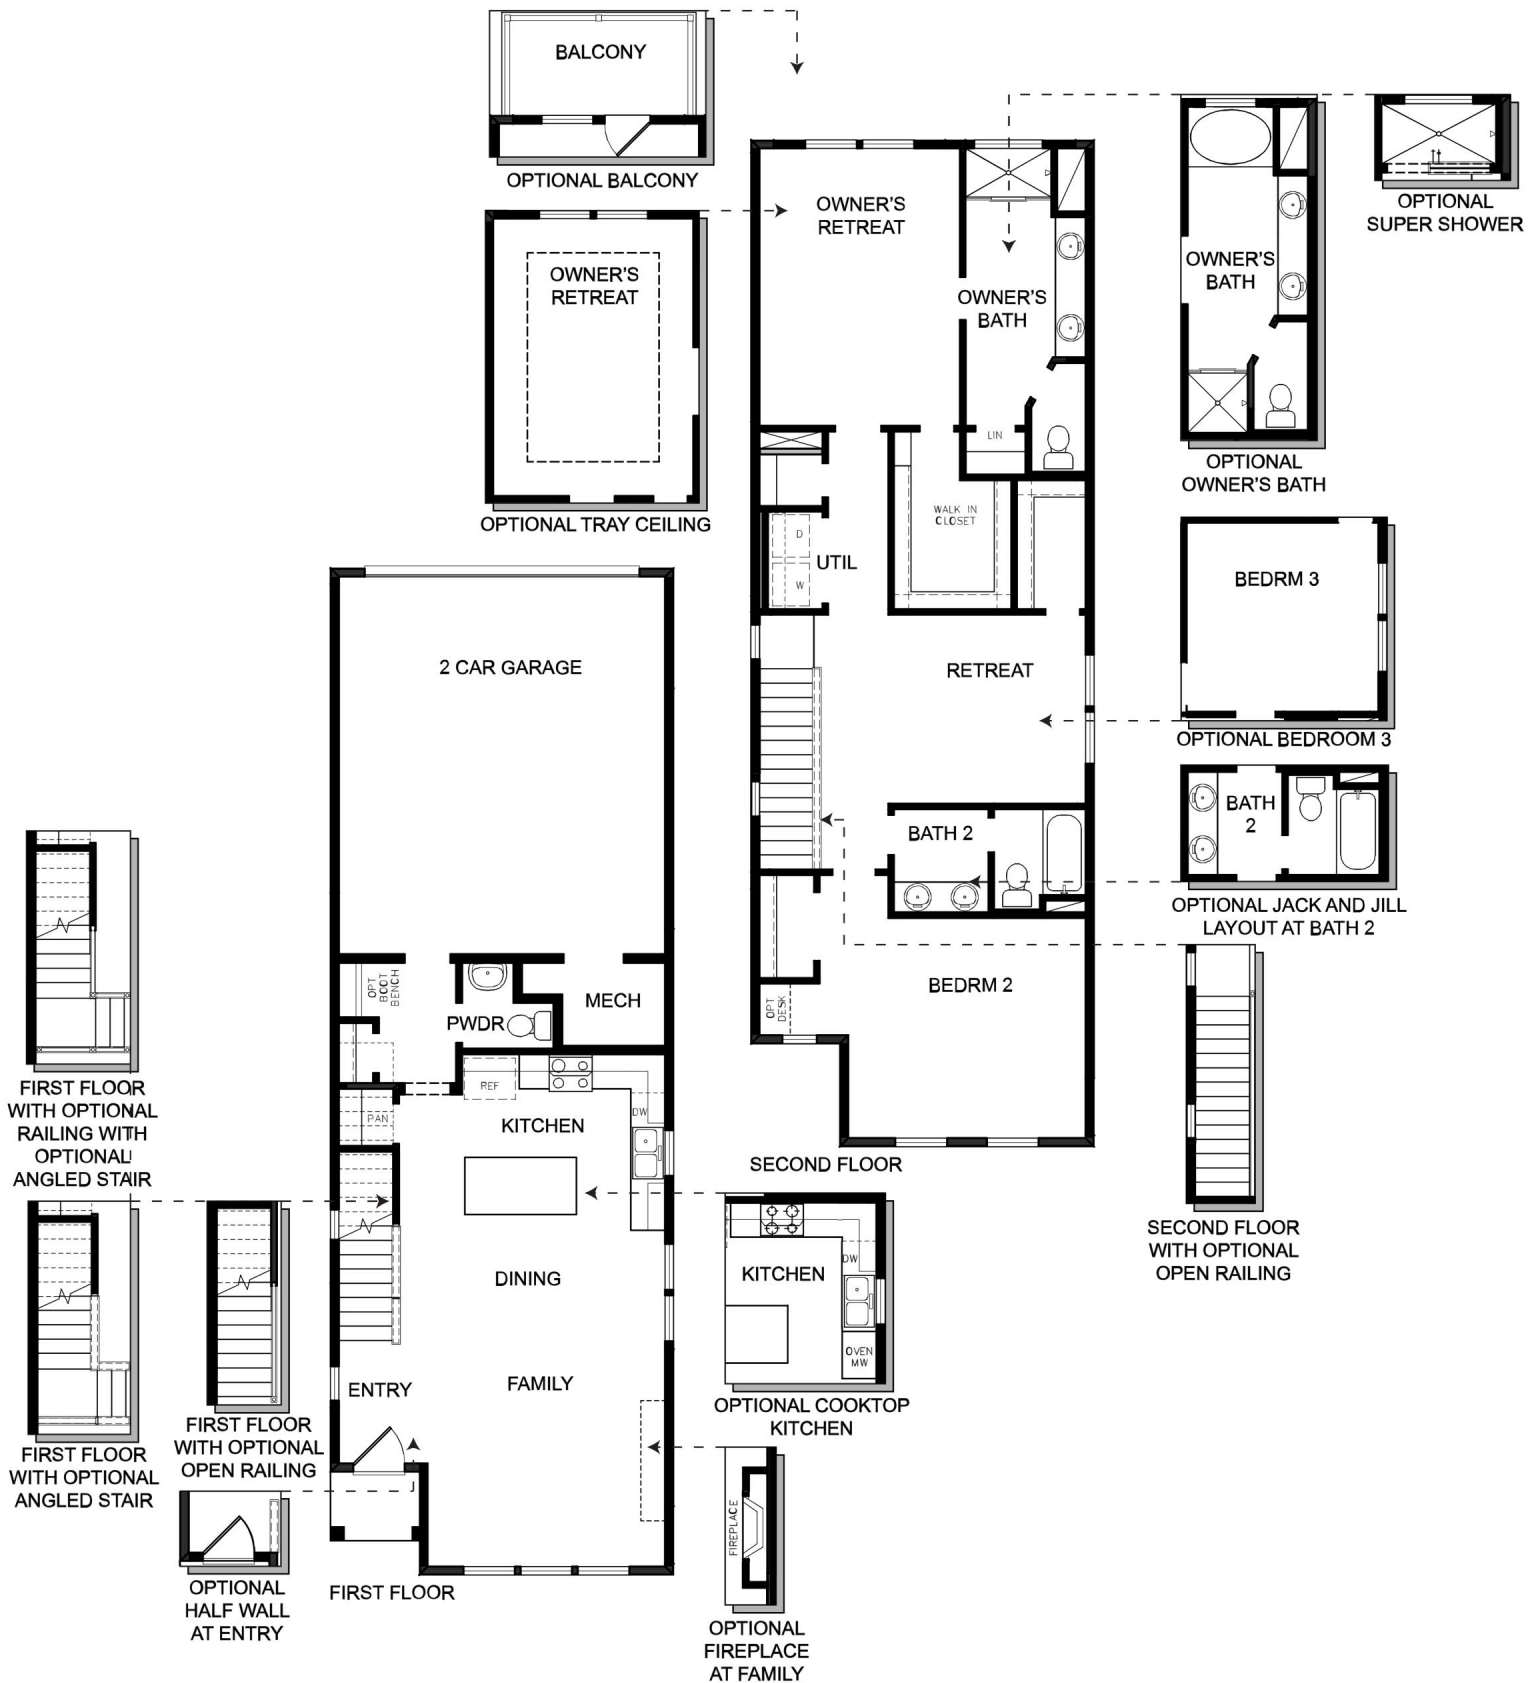 BALCONY
OPTIONAL BALCONY
OWNER'S
RETREAT
OPTIONAL TRAY CEILING
OWNER'S
RETREAT
OWNER'S
BATH
LIN
WALK IN
CLOSET
D
W
UTIL
RETREAT
BATH 2
BEDRM 2
OPT
DESK
SECOND FLOOR
OWNER'S
BATH
OPTIONAL
OWNER'S BATH
OPTIONAL
SUPER SHOWER
BEDRM 3
OPTIONAL BEDROOM 3
BATH
2
OPTIONAL JACK AND JILL
LAYOUT AT BATH 2
SECOND FLOOR
WITH OPTIONAL
OPEN RAILING
2 CAR GARAGE
OPT
BOOT
BENCH
PWDR
MECH
REF
PAN
KITCHEN
DW
DINING
ENTRY
FAMILY
FIRST FLOOR
FIRST FLOOR
WITH OPTIONAL
RAILING WITH
OPTIONAL
ANGLED STAIR
FIRST FLOOR
WITH OPTIONAL
ANGLED STAIR
FIRST FLOOR
WITH OPTIONAL
OPEN RAILING
OPTIONAL
HALF WALL
AT ENTRY
KITCHEN
DW
OVEN
MW
OPTIONAL COOKTOP
KITCHEN
FIREPLACE
OPTIONAL
FIREPLACE
AT FAMILY